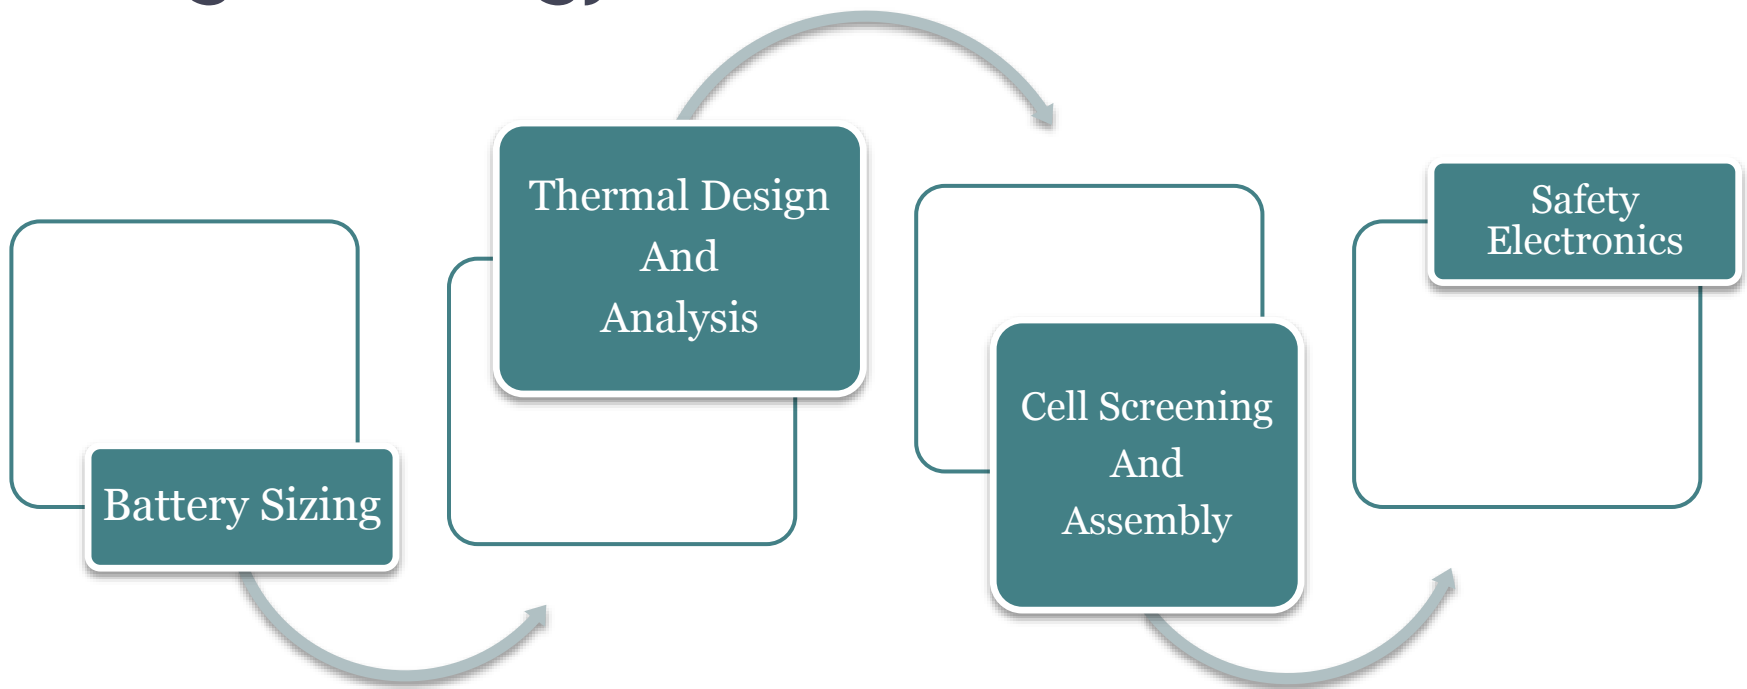 Battery Sizing
Thermal Design
And
Analysis
Cell Screening
And
Assembly
Safety
Electronics